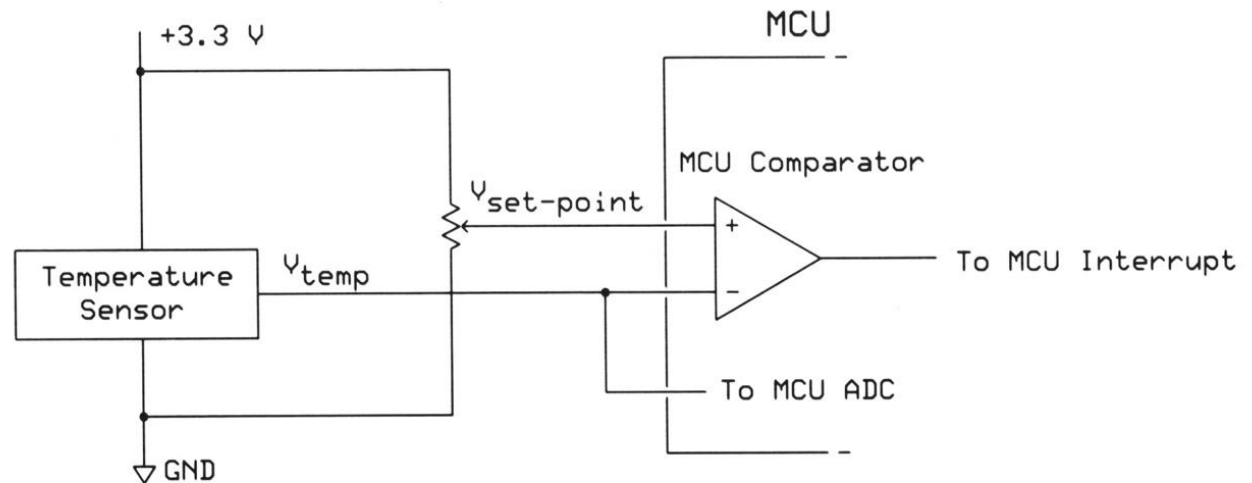 +3.3 V
MCU
MCU Comparator
Vset-point
+
Temperature
Sensor
Vtemp
−
To MCU Interrupt
To MCU ADC
GND